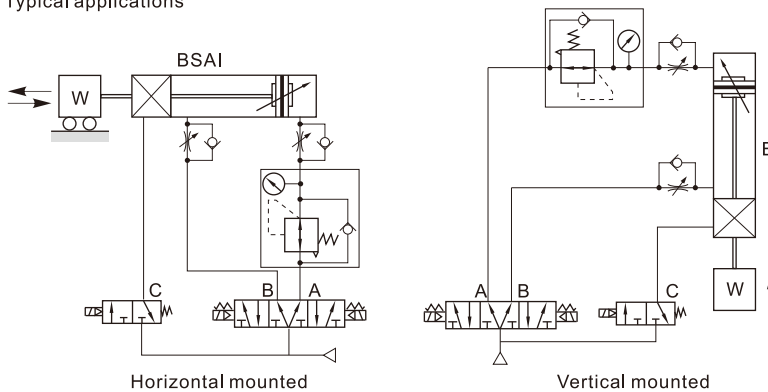 Typical applications
BSAI
W
B
A
C
Horizontal mounted
A
B
C
W
Vertical mounted